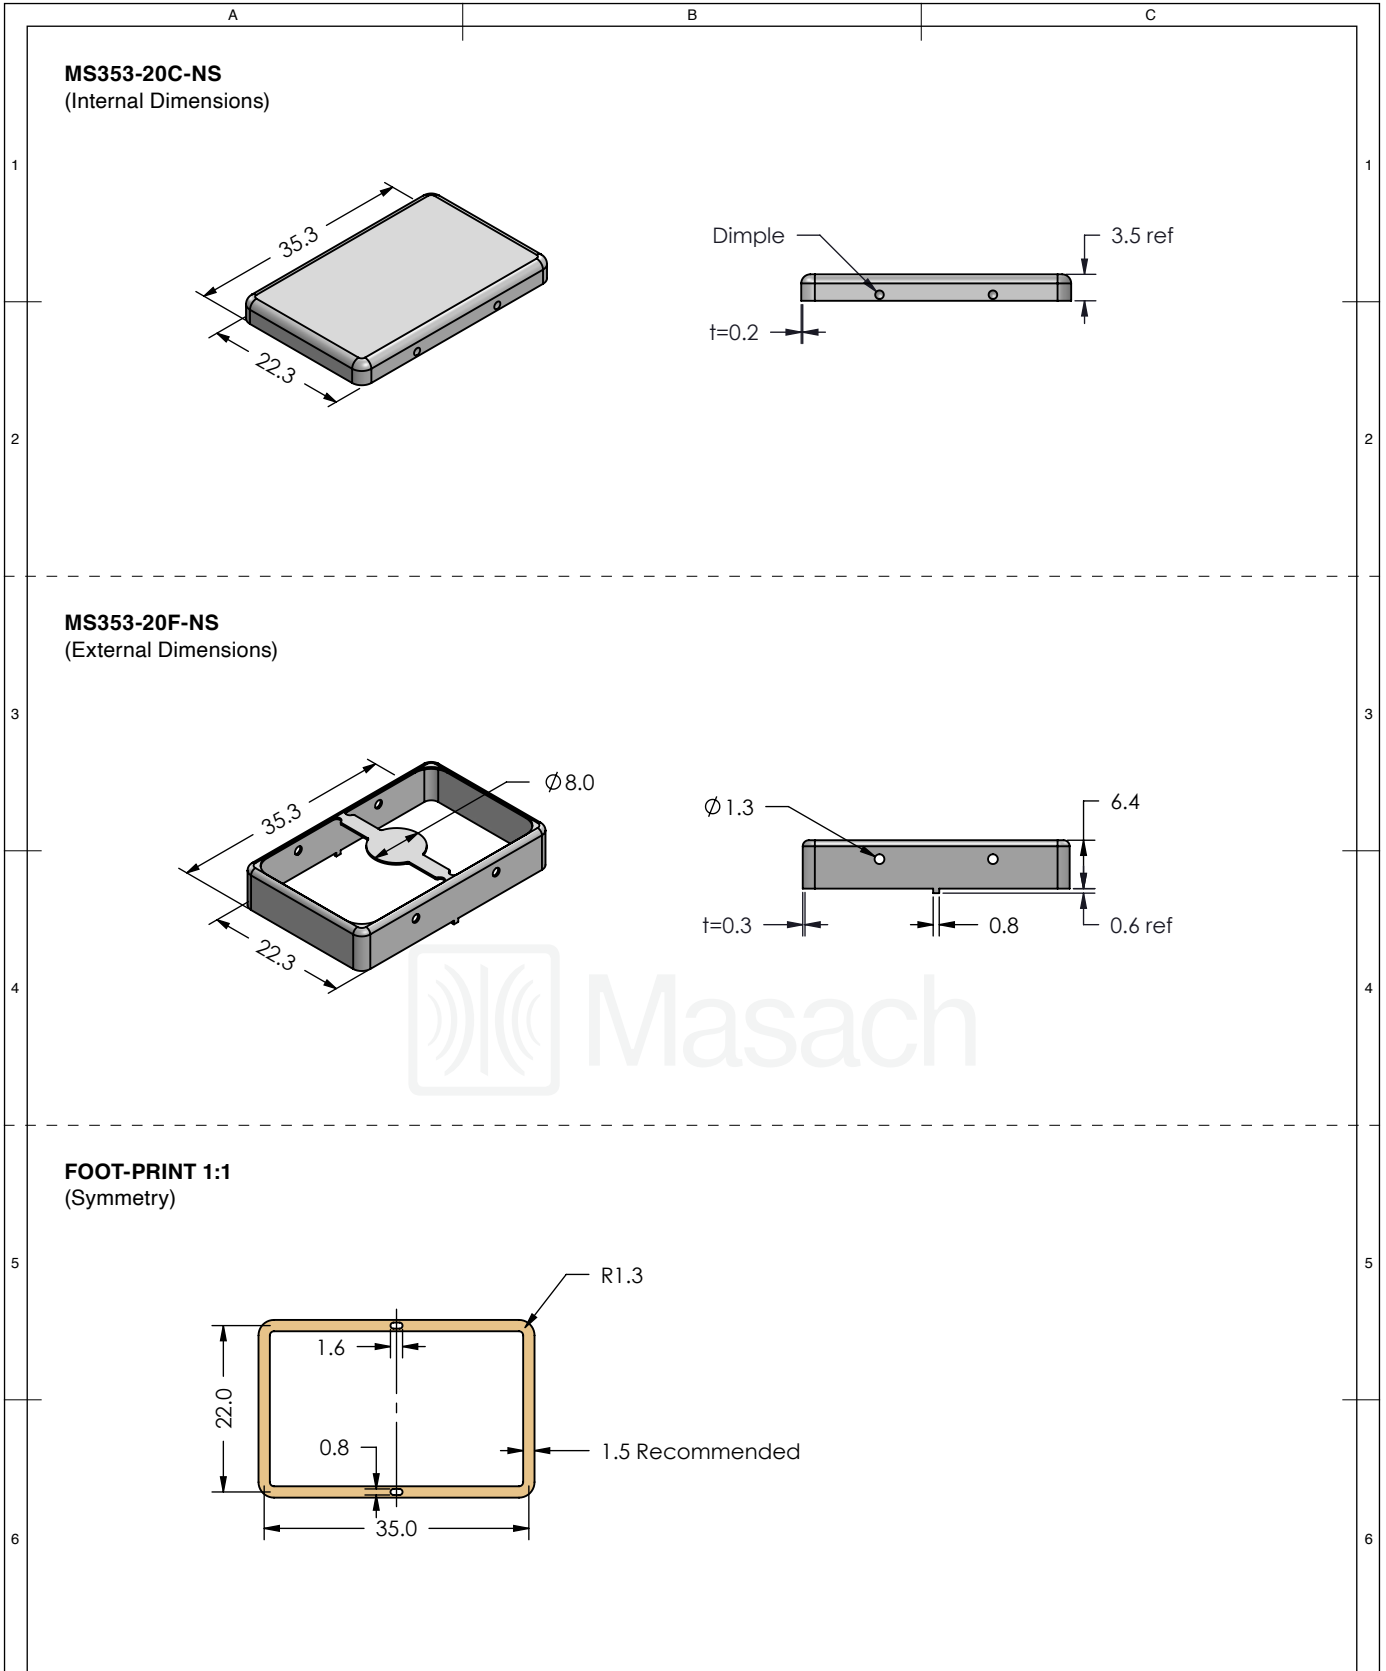 A B C
MS353-20C-NS
(Internal Dimensions)
1 1
35.3
22.3
Dimple
3.5 ref
t=0.2
2 2
MS353-20F-NS
(External Dimensions)
3 3
35.3
Ø8.0
22.3
Ø1.3
6.4
t=0.3
0.8
0.6 ref
Masach
4 4
FOOT-PRINT 1:1
(Symmetry)
5 5
R1.3
1.6
22.0
0.8
1.5 Recommended
35.0
6 6